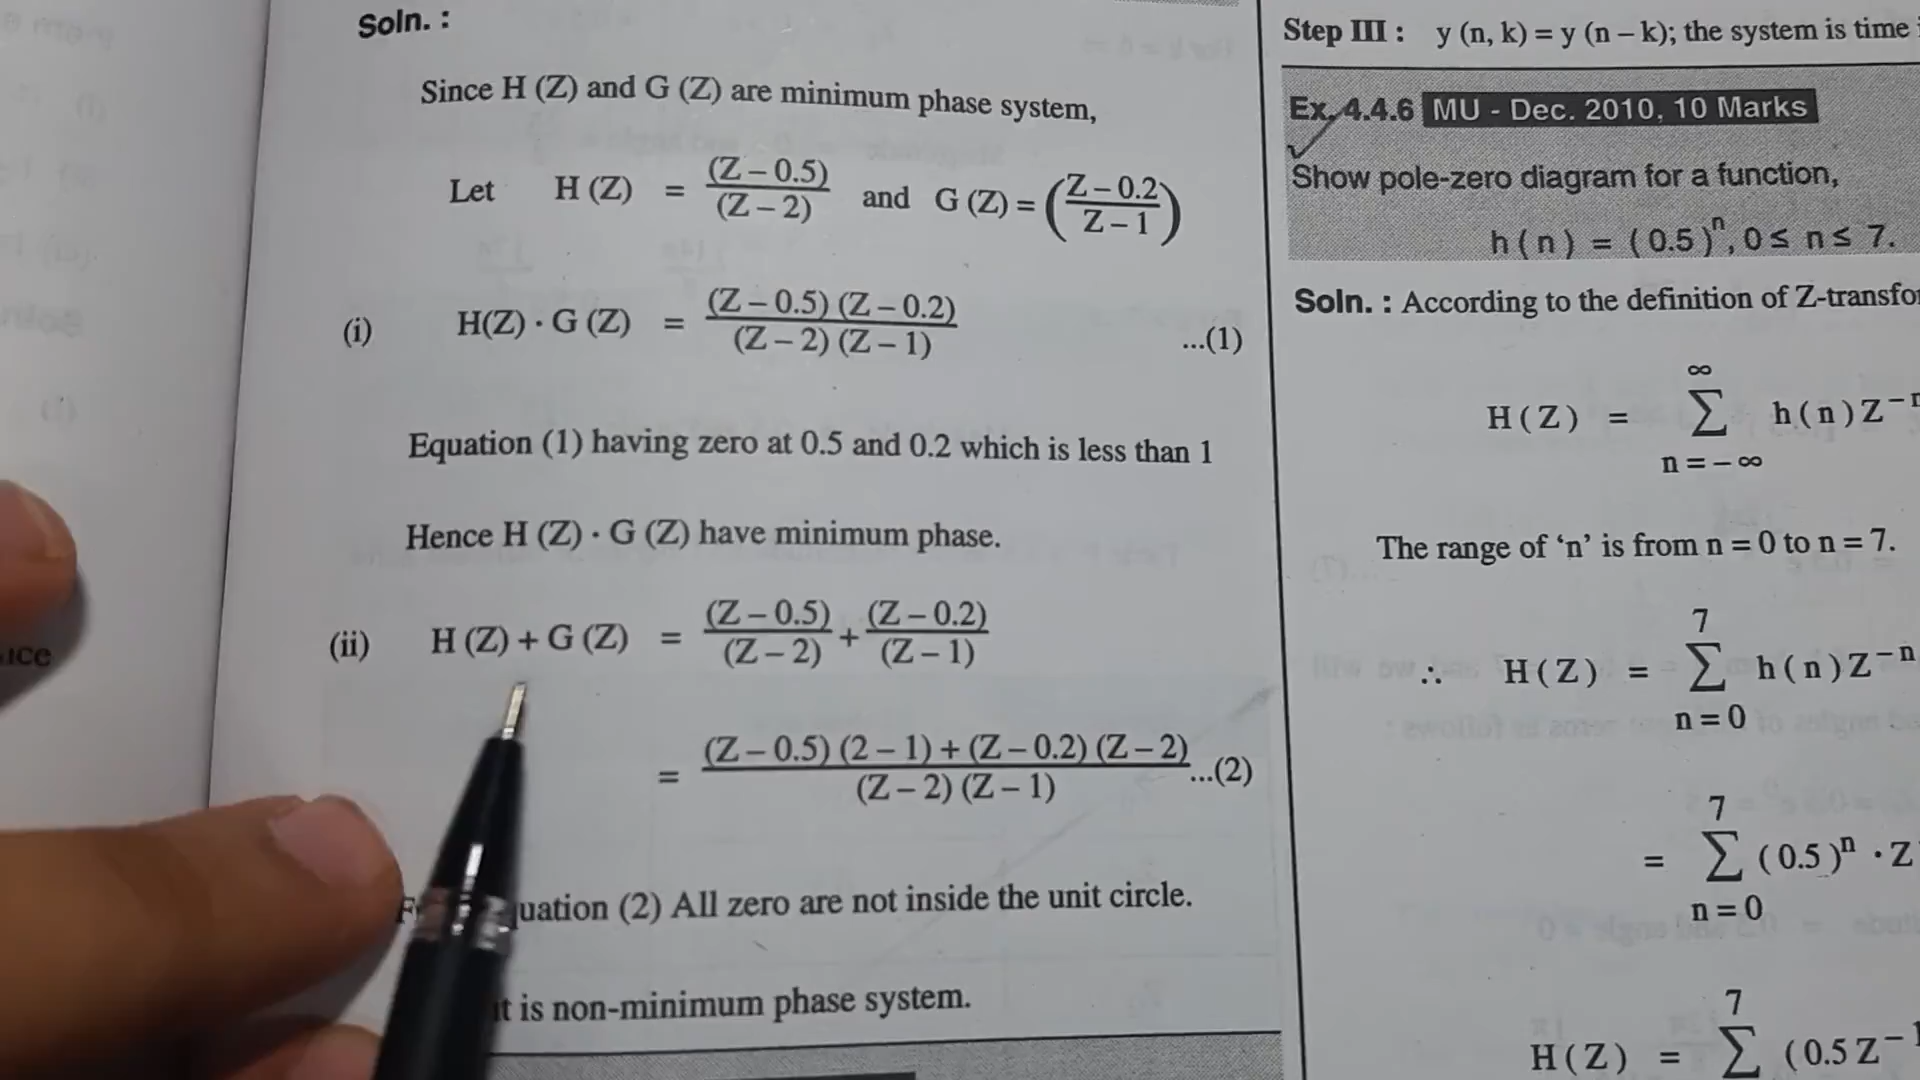 Soln. :
Since H (Z) and G (Z) are minimum phase system,
Let H (Z) = (Z – 0.5) / (Z – 2) and G (Z) = ( Z – 0.2 / Z – 1 )
(i) H(Z) · G (Z) = (Z – 0.5) (Z – 0.2) / (Z – 2) (Z – 1) ...(1)
Equation (1) having zero at 0.5 and 0.2 which is less than 1
Hence H (Z) · G (Z) have minimum phase.
(ii) H (Z) + G (Z) = (Z – 0.5) / (Z – 2) + (Z – 0.2) / (Z – 1)
= (Z – 0.5) (2 – 1) + (Z – 0.2) (Z – 2) / (Z – 2) (Z – 1) ...(2)
uation (2) All zero are not inside the unit circle.
it is non-minimum phase system.
Step III : y (n, k) = y (n – k); the system is time
Ex. 4.4.6 MU - Dec. 2010, 10 Marks
Show pole-zero diagram for a function,
h ( n ) = ( 0.5 )ⁿ, 0 ≤ n ≤ 7.
Soln. : According to the definition of Z-transfo
∞
H ( Z ) = ∑ h ( n ) Z⁻ⁿ
n = – ∞
The range of ‘n’ is from n = 0 to n = 7.
7
∴ H ( Z ) = ∑ h ( n ) Z⁻ⁿ
n = 0
7
= ∑ ( 0.5 )ⁿ · Z
n = 0
7
H ( Z ) = ∑ ( 0.5 Z⁻¹